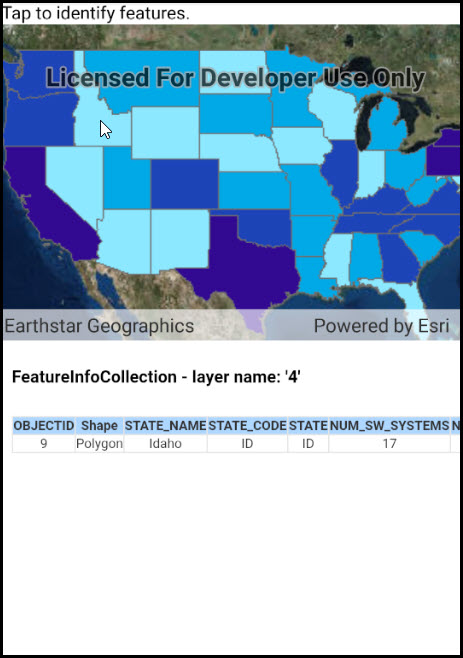 Tap to identify features.
Licensed For Developer Use Only
Earthstar Geographics Powered by Esri
FeatureInfoCollection - layer name: '4'
OBJECTID Shape STATE_NAME STATE_CODE STATE NUM_SW_SYSTEMS N
9 Polygon Idaho ID ID 17